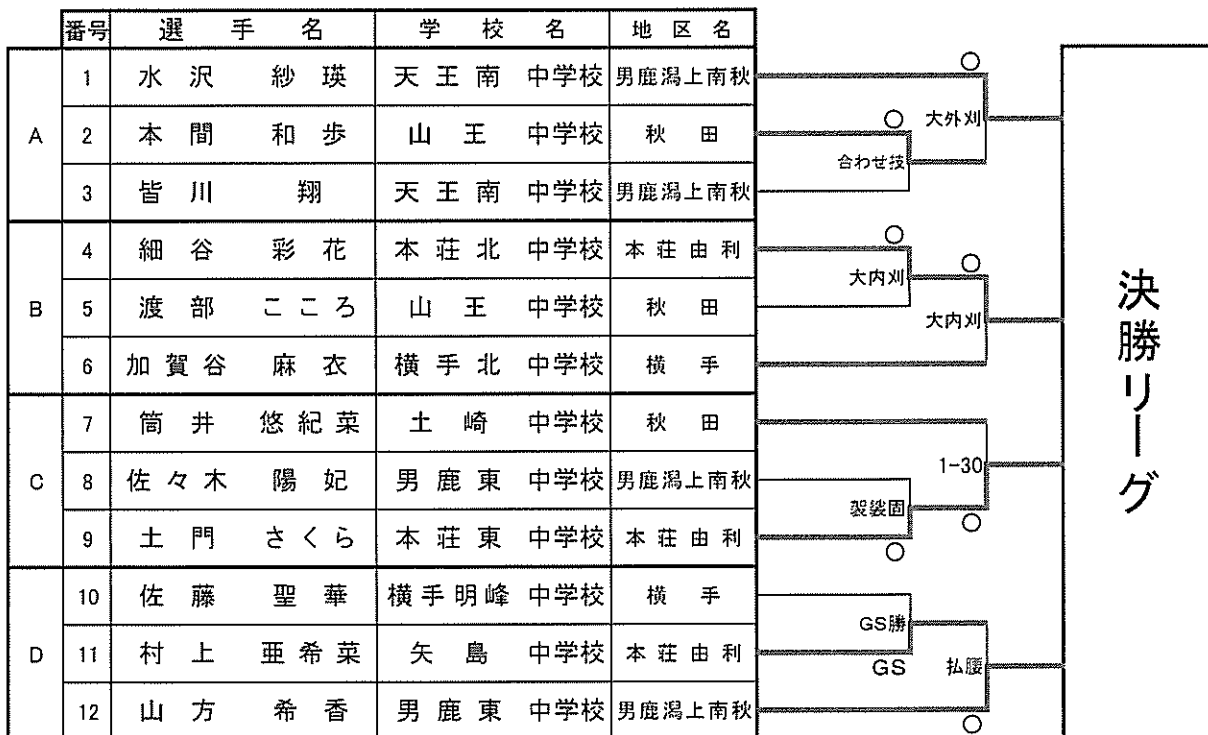 番号 選手名 学校名 地区名
A
1 水沢 紗瑛 天王南 中学校 男鹿潟上南秋 ○
2 本間 和歩 山王 中学校 秋田 ○ 大外刈
合わせ技
3 皆川 翔 天王南 中学校 男鹿潟上南秋
B
4 細谷 彩花 本荘北 中学校 本荘由利 ○
大内刈 ○
5 渡部 こころ 山王 中学校 秋田
大内刈
6 加賀谷 麻衣 横手北 中学校 横手
C
7 筒井 悠紀菜 土崎 中学校 秋田
1-30
8 佐々木 陽妃 男鹿東 中学校 男鹿潟上南秋
袈裟固 ○
9 土門 さくら 本荘東 中学校 本荘由利 ○
D
10 佐藤 聖華 横手明峰 中学校 横手
GS勝
11 村上 亜希菜 矢島 中学校 本荘由利 GS 払腰
12 山方 希香 男鹿東 中学校 男鹿潟上南秋 ○
決勝リーグ